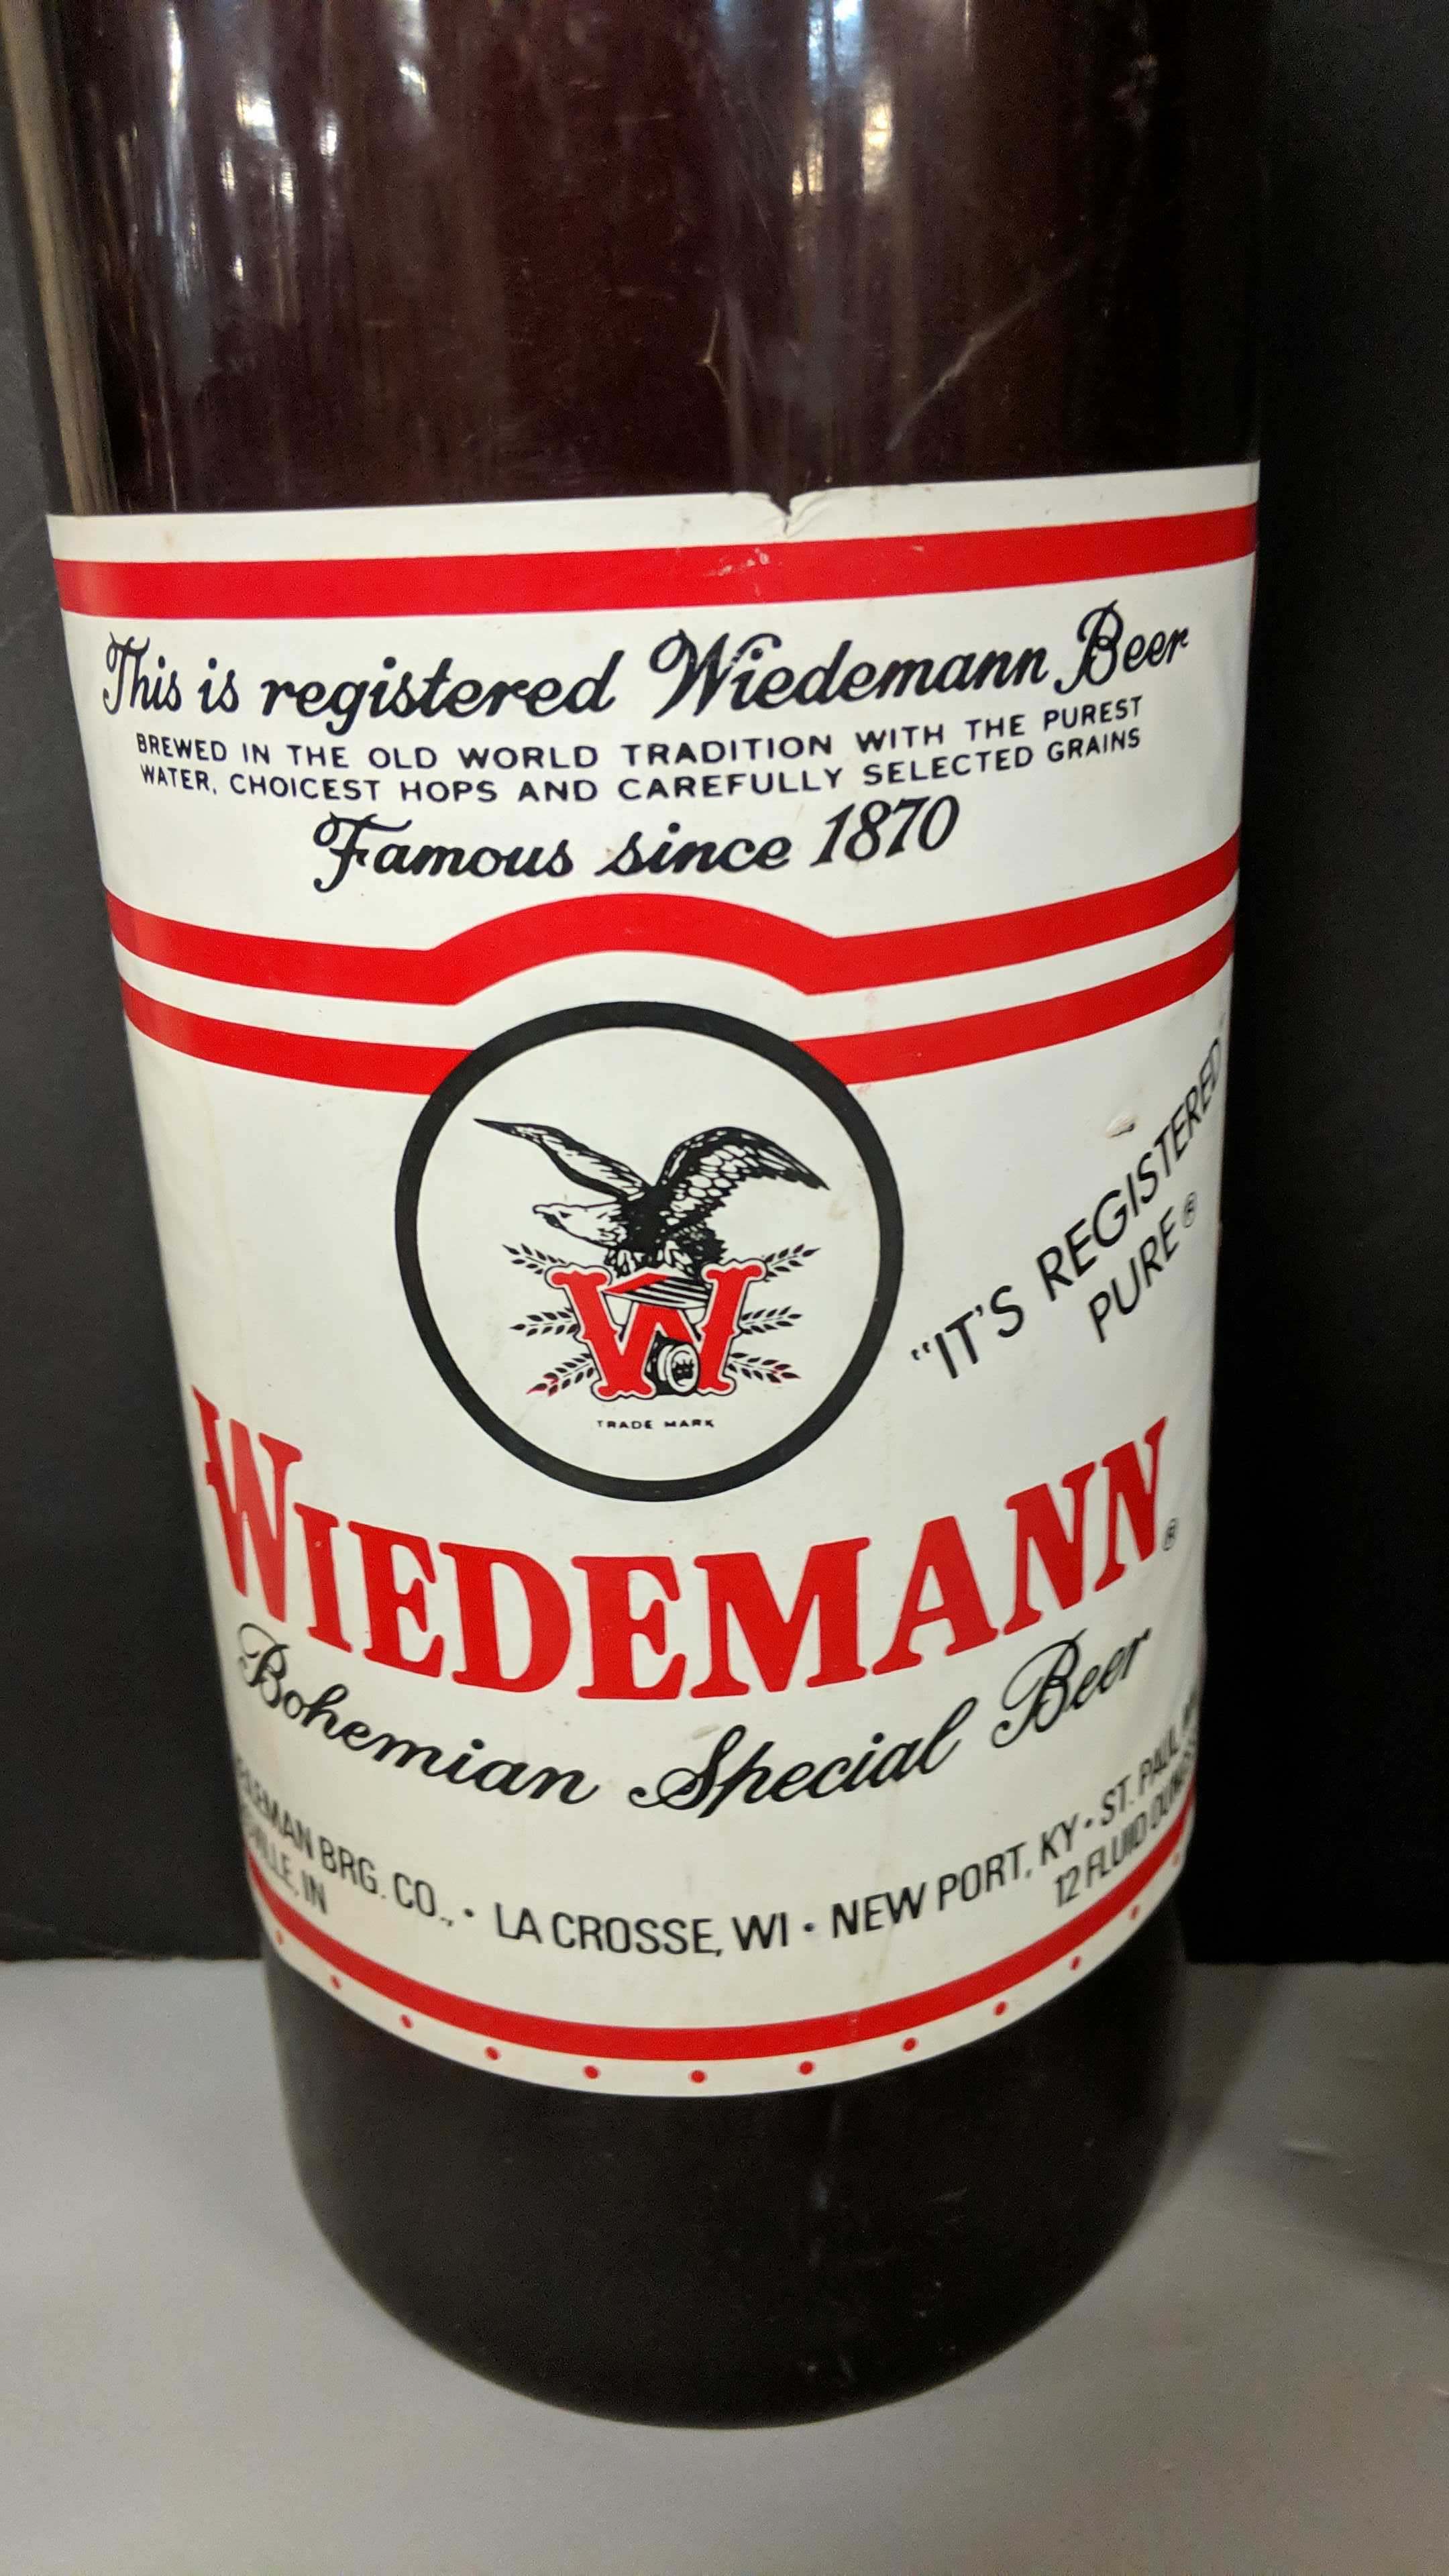 This is registered Wiedemann Beer
BREWED IN THE OLD WORLD TRADITION WITH THE PUREST
WATER, CHOICEST HOPS AND CAREFULLY SELECTED GRAINS
Famous since 1870
"IT'S REGISTERED
PURE®
W
TRADE MARK
WIEDEMANN®
Bohemian Special Beer
BRG. CO., • LA CROSSE, WI • NEW PORT, KY • ST. PAUL,
IN
12 FLUID